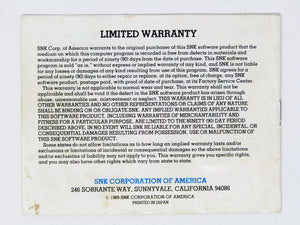 LIMITED WARRANTY
SNK Corp. of America warrants to the original purchaser of this SNK software product that the
medium on which this computer program is recorded is free from defects in materials and
workmanship for a period of ninety (90) days from the date of purchase. This SNK software
program is sold "as is," without express or implied warranty of any kind, and SNK is not liable
for any losses or damages of any kind resulting from use of this program. SNK agrees for a
period of ninety (90) days to either repair or replace, at its option, free of charge, any SNK
software product, postage paid, with proof of date of purchase, at its Factory Service Center.
This warranty is not applicable to normal wear and tear. This warranty shall not be
applicable and shall be void if the defect in the SNK software product has arisen through
abuse, unreasonable use, mistreatment or neglect. THIS WARRANTY IS IN LIEU OF ALL
OTHER WARRANTIES AND NO OTHER REPRESENTATIONS OR CLAIMS OF ANY NATURE
SHALL BE BINDING ON OR OBLIGATE SNK. ANY IMPLIED WARRANTIES APPLICABLE TO
THIS SOFTWARE PRODUCT, INCLUDING WARRANTIES OF MERCHANTABILITY AND
FITNESS FOR A PARTICULAR PURPOSE, ARE LIMITED TO THE NINETY (90) DAY PERIOD
DESCRIBED ABOVE. IN NO EVENT WILL SNK BE LIABLE FOR ANY SPECIAL, INCIDENTAL, OR
CONSEQUENTIAL DAMAGES RESULTING FROM POSSESSION, USE OR MALFUNCTION OF
THIS SNK SOFTWARE PRODUCT.
Some states do not allow limitations as to how long an implied warranty lasts and/or
exclusions or limitations of incidental or consequential damages so the above limitations
and/or exclusions of liability may not apply to you. This warranty gives you specific rights,
and you may also have other rights which vary from state to state.
SNK CORPORATION OF AMERICA
246 SOBRANTE WAY, SUNNYVALE, CALIFORNIA 94086
© 1989 SNK CORPORATION OF AMERICA
PRINTED IN JAPAN